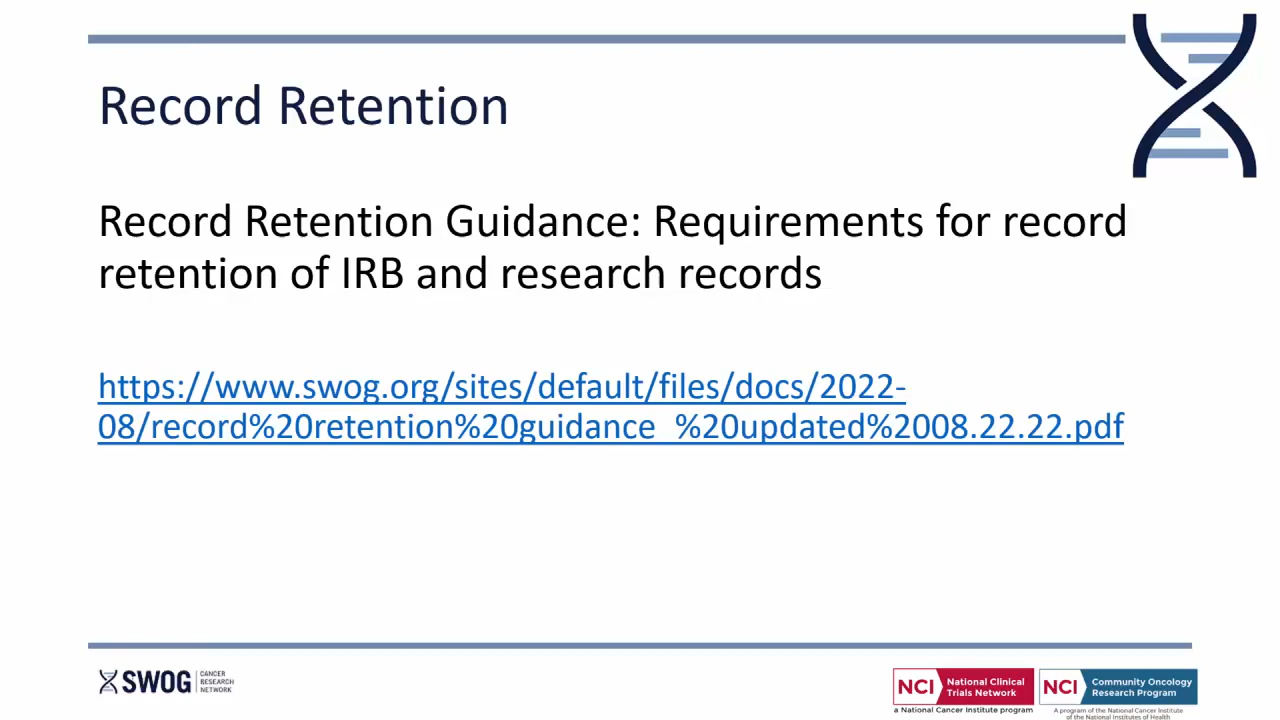 Record Retention
Record Retention Guidance: Requirements for record
retention of IRB and research records
https://www.swog.org/sites/default/files/docs/2022-
08/record%20retention%20guidance_%20updated%2008.22.22.pdf
SWOG
CANCER
RESEARCH
NETWORK
NCI
National Clinical
Trials Network
a National Cancer Institute program
NCI
Community Oncology
Research Program
A program of the National Cancer Institute
of the National Institutes of Health